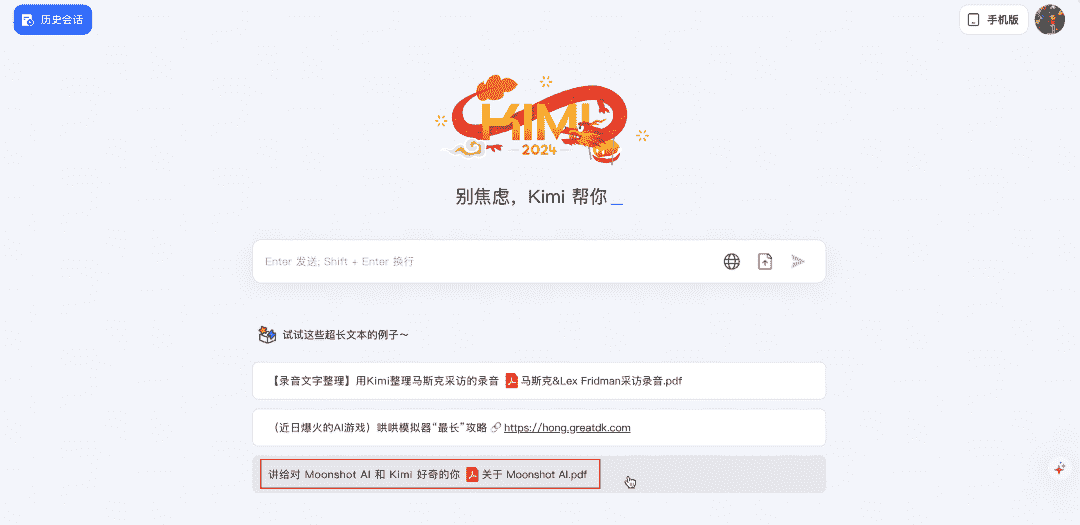 历史会话
手机版
KIMI
2024
别焦虑，Kimi 帮你_
Enter 发送; Shift + Enter 换行
试试这些超长文本的例子～
【录音文字整理】用Kimi整理马斯克采访的录音 马斯克&Lex Fridman采访录音.pdf
（近日爆火的AI游戏）哄哄模拟器“最长”攻略 https://hong.greatdk.com
讲给对 Moonshot AI 和 Kimi 好奇的你 关于 Moonshot AI.pdf